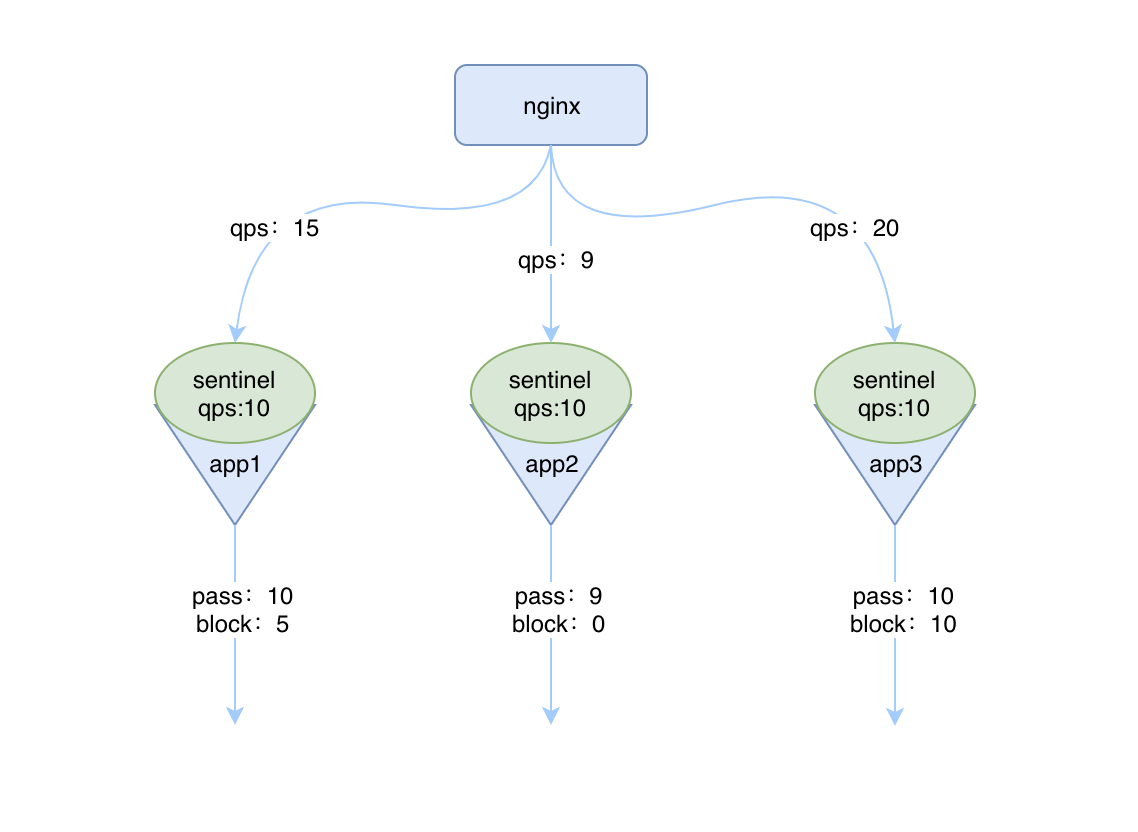 nginx
qps：15
qps：9
qps：20
sentinel
qps:10
app1
sentinel
qps:10
app2
sentinel
qps:10
app3
pass：10
block：5
pass：9
block：0
pass：10
block：10